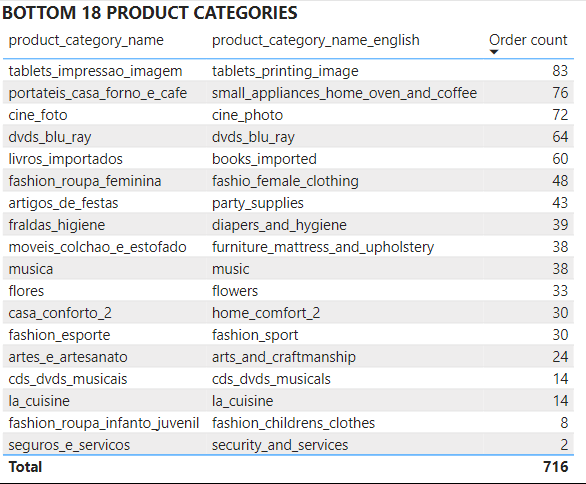 BOTTOM 18 PRODUCT CATEGORIES
product_category_name product_category_name_english Order count
tablets_impressao_imagem tablets_printing_image 83
portateis_casa_forno_e_cafe small_appliances_home_oven_and_coffee 76
cine_foto cine_photo 72
dvds_blu_ray dvds_blu_ray 64
livros_importados books_imported 60
fashion_roupa_feminina fashio_female_clothing 48
artigos_de_festas party_supplies 43
fraldas_higiene diapers_and_hygiene 39
moveis_colchao_e_estofado furniture_mattress_and_upholstery 38
musica music 38
flores flowers 33
casa_conforto_2 home_comfort_2 30
fashion_esporte fashion_sport 30
artes_e_artesanato arts_and_craftmanship 24
cds_dvds_musicais cds_dvds_musicals 14
la_cuisine la_cuisine 14
fashion_roupa_infanto_juvenil fashion_childrens_clothes 8
seguros_e_servicos security_and_services 2
Total 716